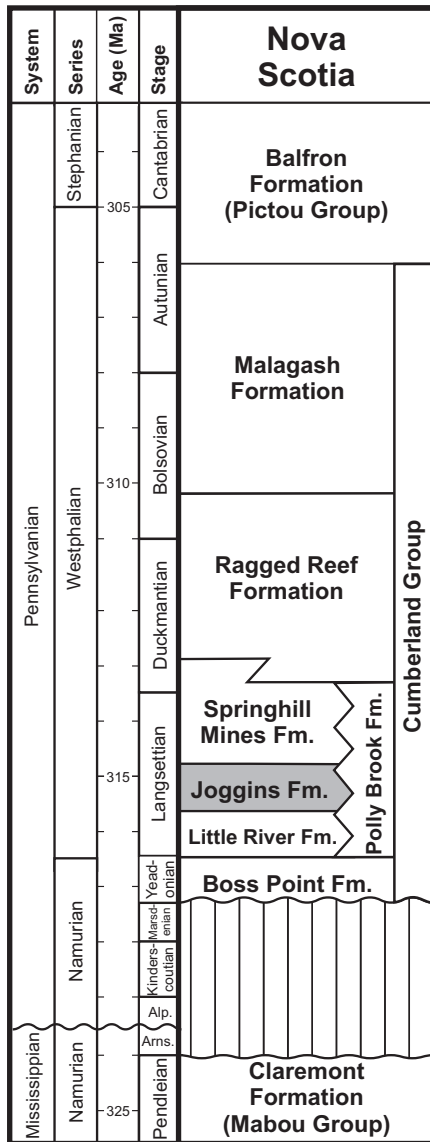 System
Series
Age (Ma)
Stage
Nova
Scotia
Pennsylvanian
Mississippian
Stephanian
Westphalian
Namurian
Namurian
305
310
315
325
Cantabrian
Autunian
Bolsovian
Duckmantian
Langsettian
Yead-
onian
Marsd-
enian
Kinders-
coutian
Alp.
Arns.
Pendleian
Balfron
Formation
(Pictou Group)
Malagash
Formation
Ragged Reef
Formation
Springhill
Mines Fm.
Joggins Fm.
Little River Fm.
Polly Brook Fm.
Boss Point Fm.
Cumberland Group
Claremont
Formation
(Mabou Group)